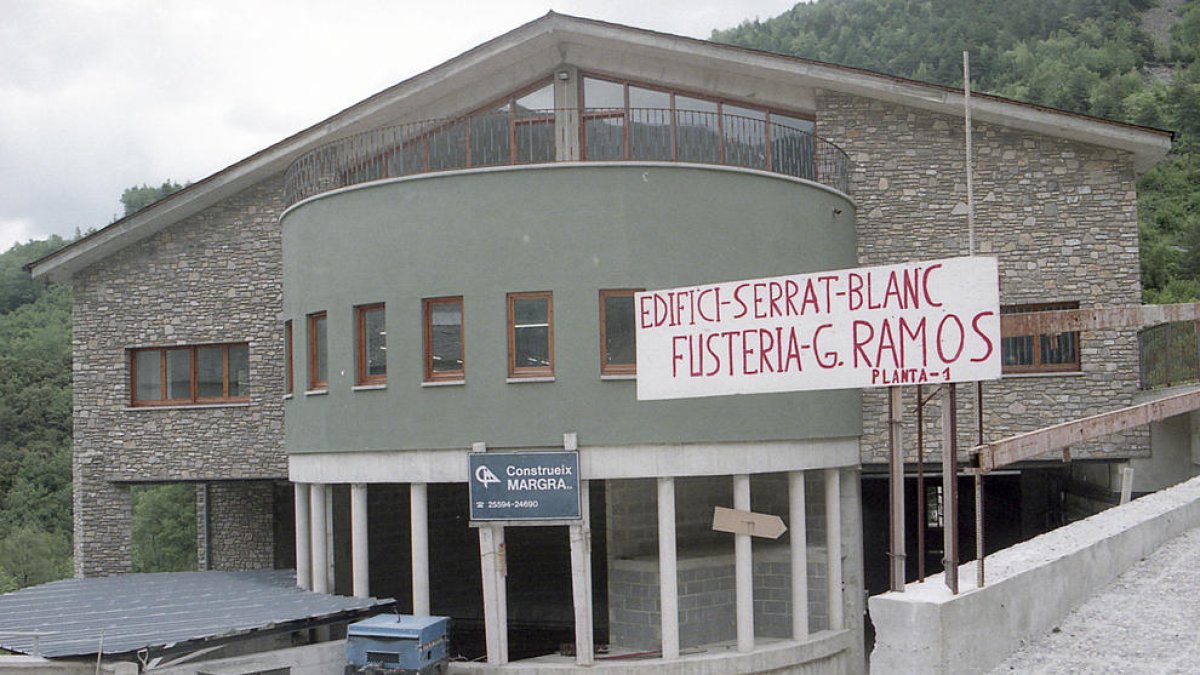 EDIFICI-SERRAT-BLANC
FUSTERIA-G. RAMOS
PLANTA-1
Construeix
MARGRA
25594-24690